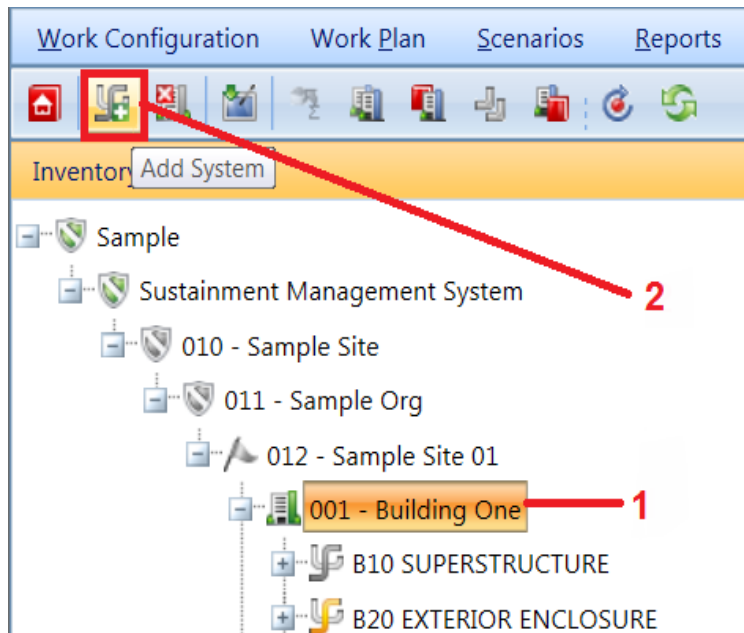 Work Configuration Work Plan Scenarios Reports
Inventor Add System
Sample
Sustainment Management System
2
010 - Sample Site
011 - Sample Org
012 - Sample Site 01
001 - Building One 1
B10 SUPERSTRUCTURE
B20 EXTERIOR ENCLOSURE